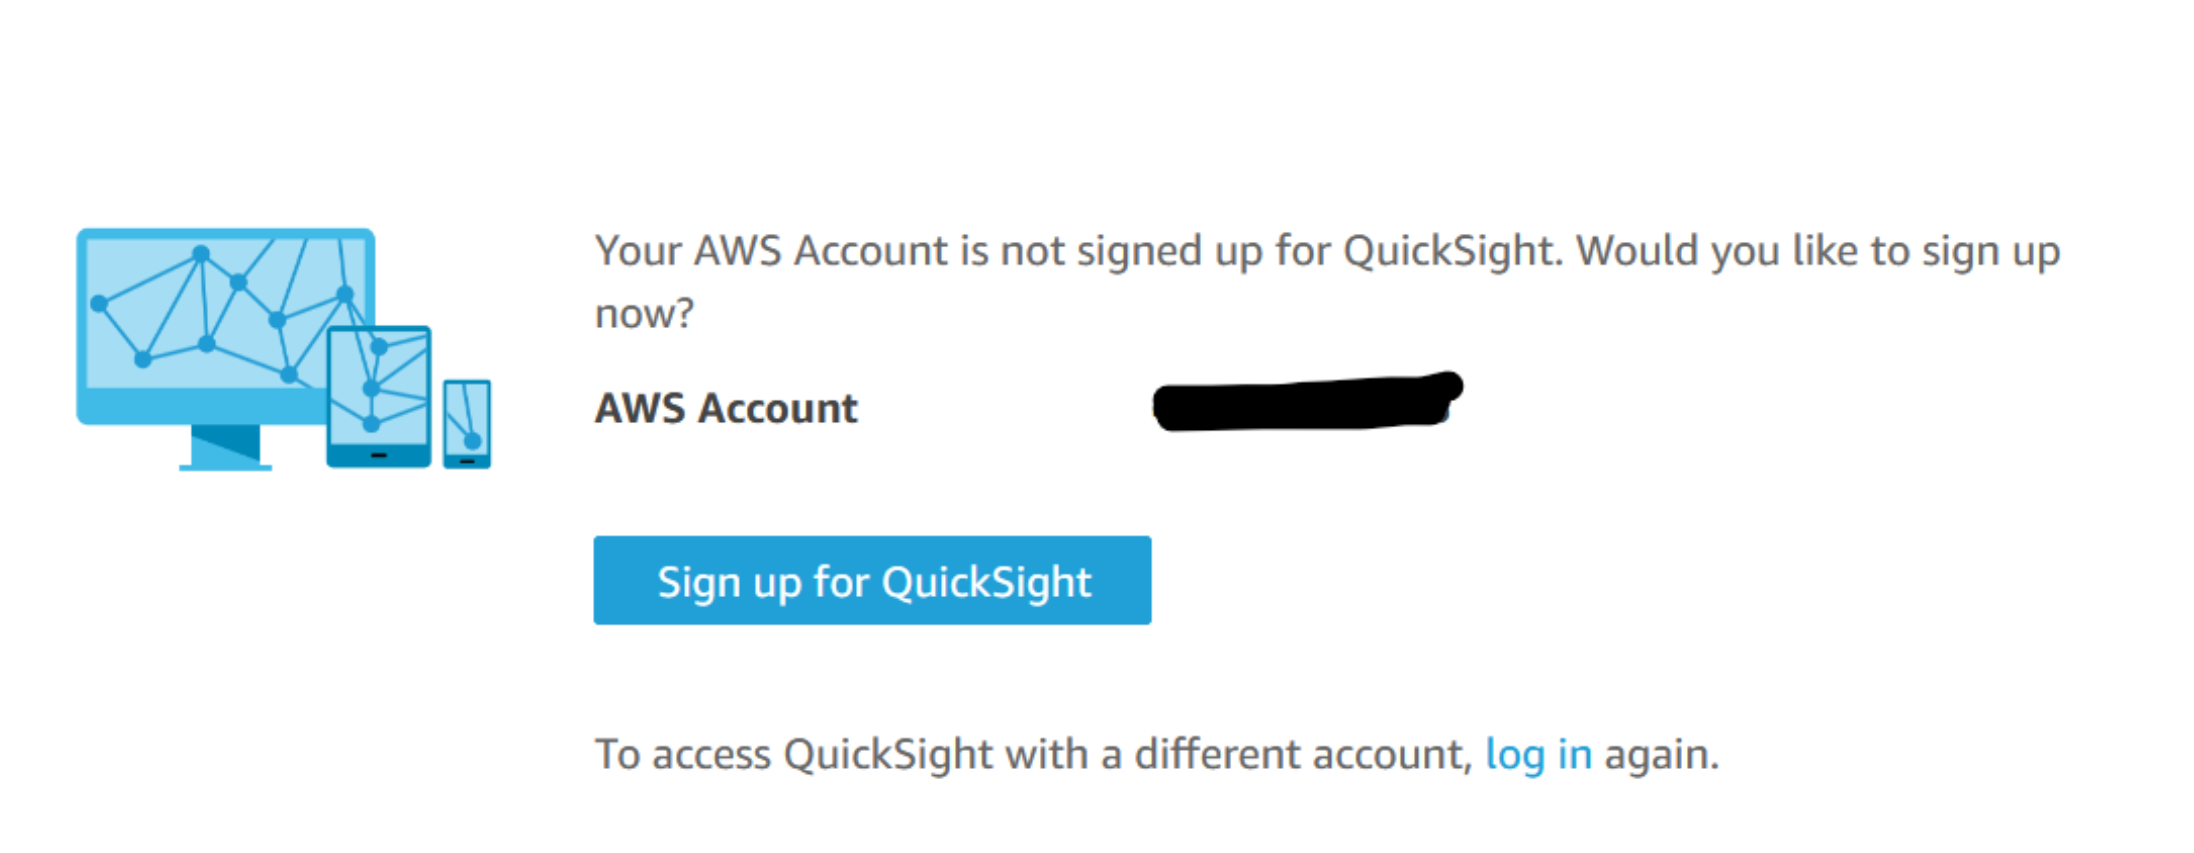 Your AWS Account is not signed up for QuickSight. Would you like to sign up
now?
AWS Account
Sign up for QuickSight
To access QuickSight with a different account, log in again.